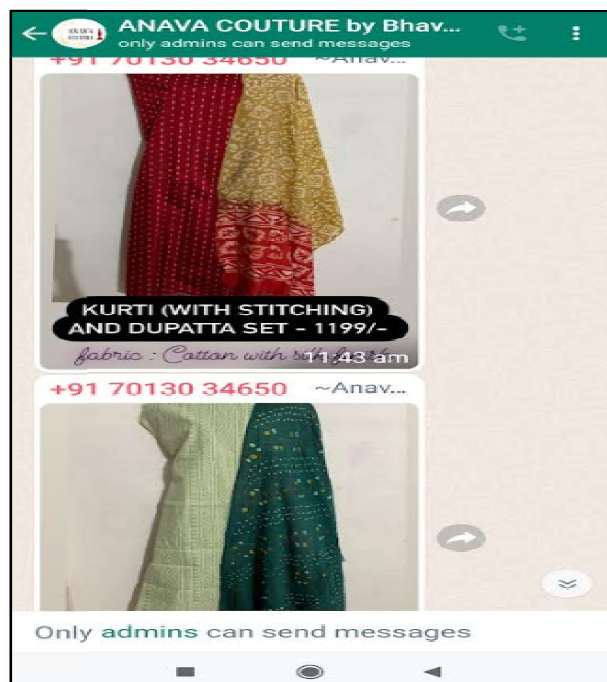 ANAVA COUTURE by Bhav...
only admins can send messages
+91 70130 34650 ~Anav...
KURTI (WITH STITCHING)
AND DUPATTA SET - 1199/-
fabric : Cotton with silk
11:43 am
+91 70130 34650 ~Anav...
Only admins can send messages